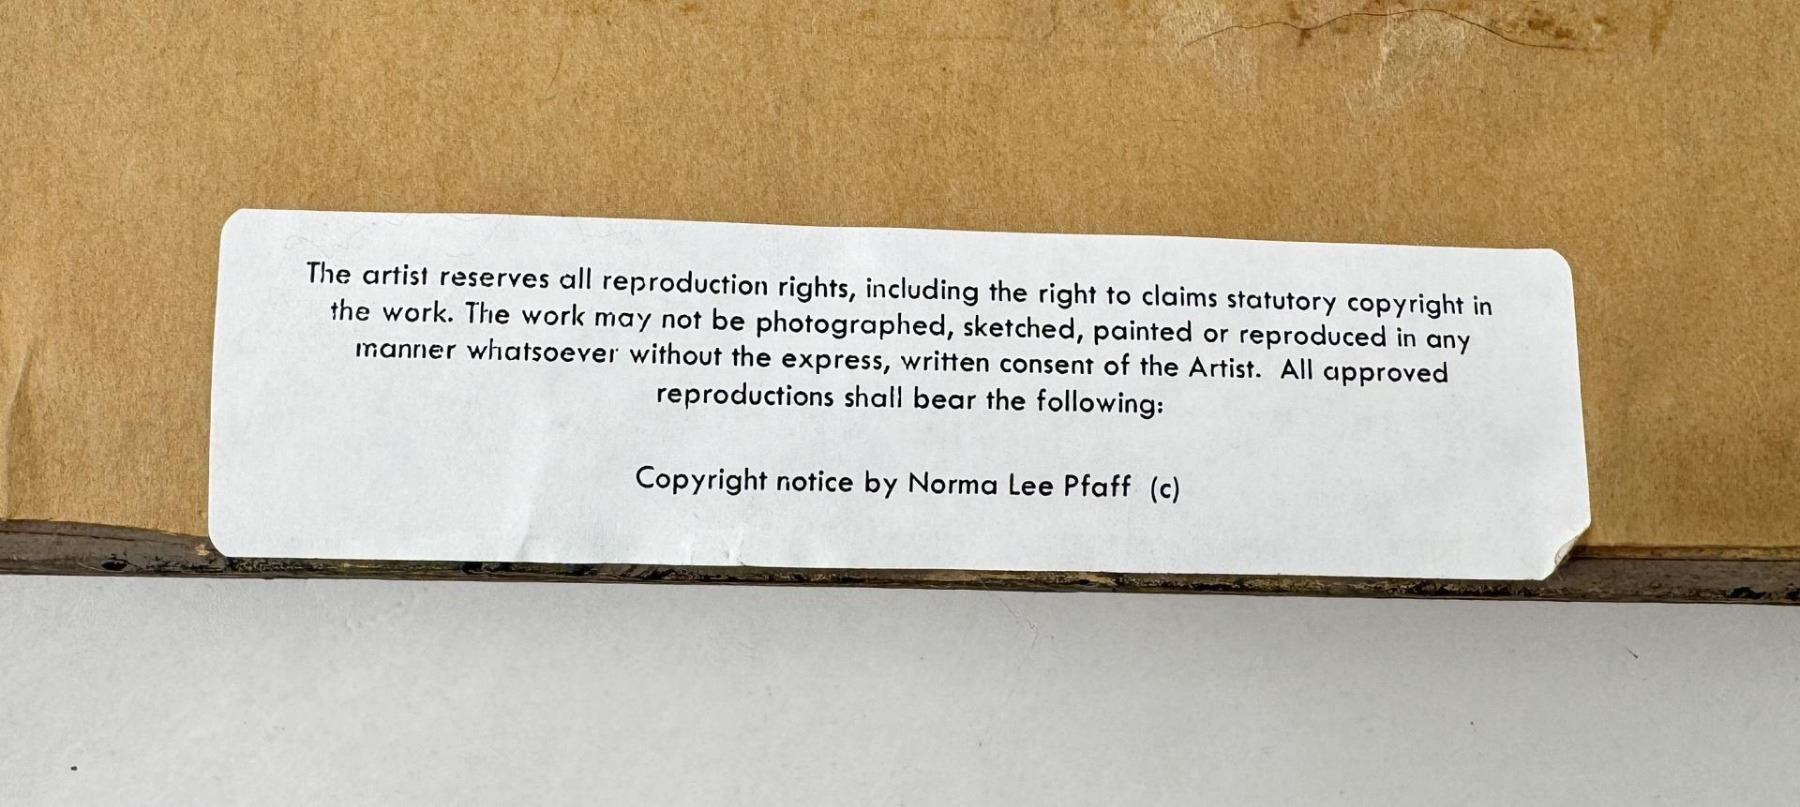 The artist reserves all reproduction rights, including the right to claims statutory copyright in
the work. The work may not be photographed, sketched, painted or reproduced in any
manner whatsoever without the express, written consent of the Artist.  All approved
reproductions shall bear the following:
Copyright notice by Norma Lee Pfaff  (c)